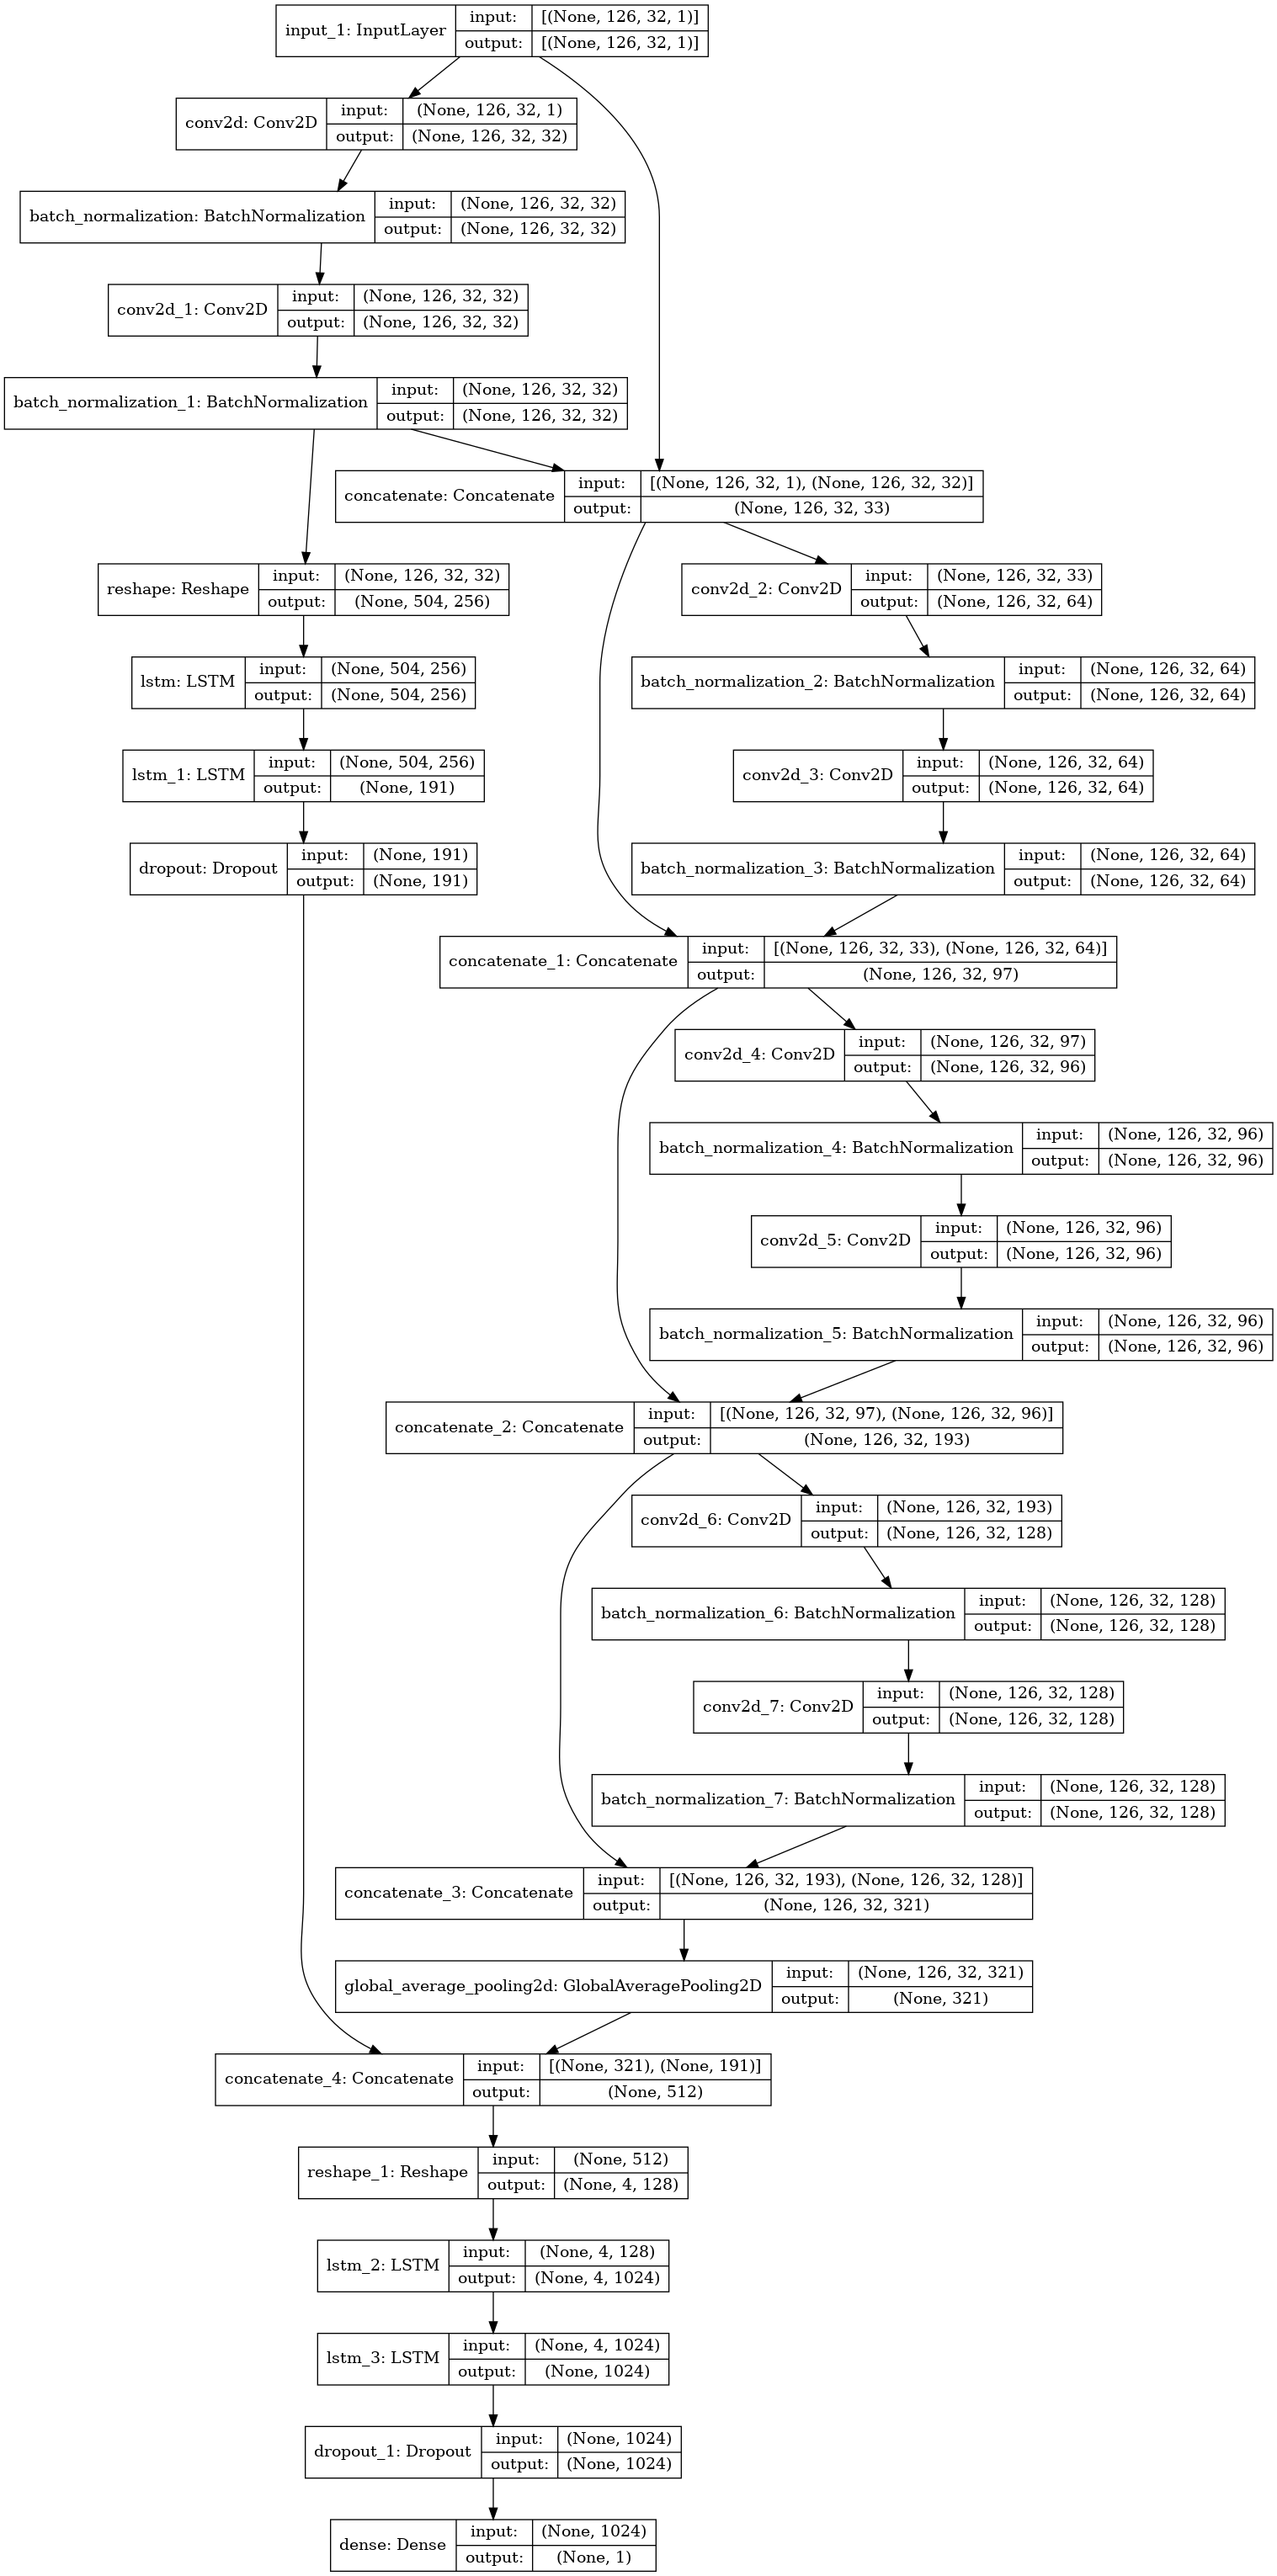 input_1: InputLayer
input: [(None, 126, 32, 1)]
output: [(None, 126, 32, 1)]
conv2d: Conv2D
input: (None, 126, 32, 1)
output: (None, 126, 32, 32)
batch_normalization: BatchNormalization
input: (None, 126, 32, 32)
output: (None, 126, 32, 32)
conv2d_1: Conv2D
input: (None, 126, 32, 32)
output: (None, 126, 32, 32)
batch_normalization_1: BatchNormalization
input: (None, 126, 32, 32)
output: (None, 126, 32, 32)
concatenate: Concatenate
input: [(None, 126, 32, 1), (None, 126, 32, 32)]
output: (None, 126, 32, 33)
reshape: Reshape
input: (None, 126, 32, 32)
output: (None, 504, 256)
conv2d_2: Conv2D
input: (None, 126, 32, 33)
output: (None, 126, 32, 64)
lstm: LSTM
input: (None, 504, 256)
output: (None, 504, 256)
batch_normalization_2: BatchNormalization
input: (None, 126, 32, 64)
output: (None, 126, 32, 64)
lstm_1: LSTM
input: (None, 504, 256)
output: (None, 191)
conv2d_3: Conv2D
input: (None, 126, 32, 64)
output: (None, 126, 32, 64)
dropout: Dropout
input: (None, 191)
output: (None, 191)
batch_normalization_3: BatchNormalization
input: (None, 126, 32, 64)
output: (None, 126, 32, 64)
concatenate_1: Concatenate
input: [(None, 126, 32, 33), (None, 126, 32, 64)]
output: (None, 126, 32, 97)
conv2d_4: Conv2D
input: (None, 126, 32, 97)
output: (None, 126, 32, 96)
batch_normalization_4: BatchNormalization
input: (None, 126, 32, 96)
output: (None, 126, 32, 96)
conv2d_5: Conv2D
input: (None, 126, 32, 96)
output: (None, 126, 32, 96)
batch_normalization_5: BatchNormalization
input: (None, 126, 32, 96)
output: (None, 126, 32, 96)
concatenate_2: Concatenate
input: [(None, 126, 32, 97), (None, 126, 32, 96)]
output: (None, 126, 32, 193)
conv2d_6: Conv2D
input: (None, 126, 32, 193)
output: (None, 126, 32, 128)
batch_normalization_6: BatchNormalization
input: (None, 126, 32, 128)
output: (None, 126, 32, 128)
conv2d_7: Conv2D
input: (None, 126, 32, 128)
output: (None, 126, 32, 128)
batch_normalization_7: BatchNormalization
input: (None, 126, 32, 128)
output: (None, 126, 32, 128)
concatenate_3: Concatenate
input: [(None, 126, 32, 193), (None, 126, 32, 128)]
output: (None, 126, 32, 321)
global_average_pooling2d: GlobalAveragePooling2D
input: (None, 126, 32, 321)
output: (None, 321)
concatenate_4: Concatenate
input: [(None, 321), (None, 191)]
output: (None, 512)
reshape_1: Reshape
input: (None, 512)
output: (None, 4, 128)
lstm_2: LSTM
input: (None, 4, 128)
output: (None, 4, 1024)
lstm_3: LSTM
input: (None, 4, 1024)
output: (None, 1024)
dropout_1: Dropout
input: (None, 1024)
output: (None, 1024)
dense: Dense
input: (None, 1024)
output: (None, 1)